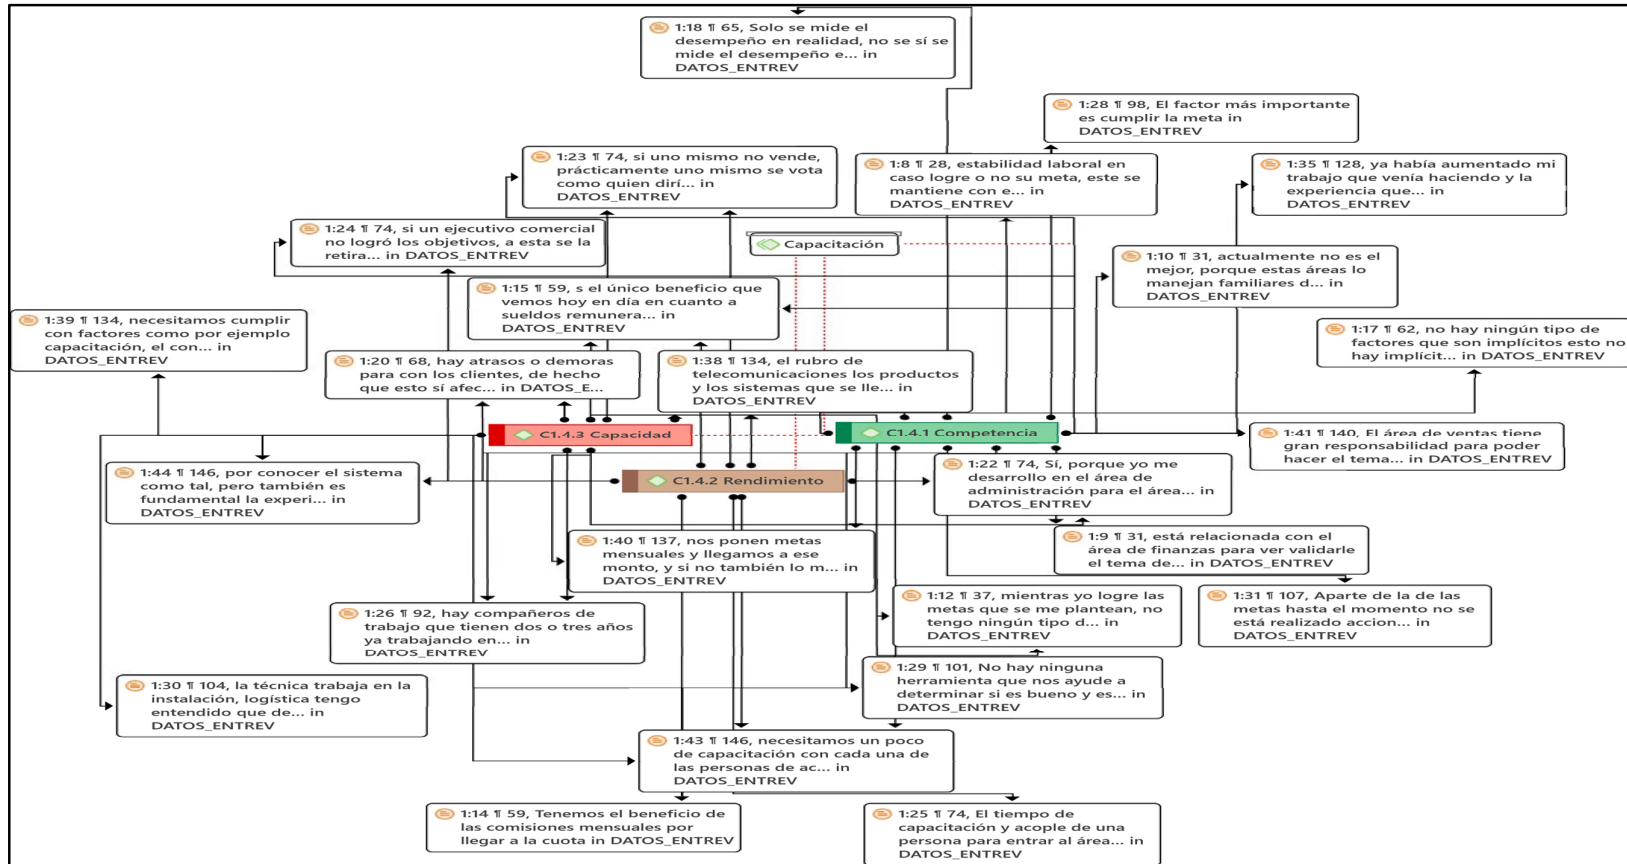 1:18 ¶ 65, Solo se mide el
desempeño en realidad, no se sí se
mide el desempeño e... in
DATOS_ENTREV
1:28 ¶ 98, El factor más importante
es cumplir la meta in
DATOS_ENTREV
1:23 ¶ 74, si uno mismo no vende,
prácticamente uno mismo se vota
como quien dirí... in
DATOS_ENTREV
1:8 ¶ 28, estabilidad laboral en
caso logre o no su meta, este se
mantiene con e... in
DATOS_ENTREV
1:35 ¶ 128, ya había aumentado mi
trabajo que venía haciendo y la
experiencia que... in
DATOS_ENTREV
1:24 ¶ 74, si un ejecutivo comercial
no logró los objetivos, a esta se la
retira... in DATOS_ENTREV
Capacitación
1:10 ¶ 31, actualmente no es el
mejor, porque estas áreas lo
manejan familiares d... in
DATOS_ENTREV
1:15 ¶ 59, s el único beneficio que
vemos hoy en día en cuanto a
sueldos remunera... in
DATOS_ENTREV
1:39 ¶ 134, necesitamos cumplir
con factores como por ejemplo
capacitación, el con... in
DATOS_ENTREV
1:17 ¶ 62, no hay ningún tipo de
factores que son implícitos esto no
hay implícit... in DATOS_ENTREV
1:20 ¶ 68, hay atrasos o demoras
para con los clientes, de hecho
que esto sí afec... in DATOS_E...
1:38 ¶ 134, el rubro de
telecomunicaciones los productos
y los sistemas que se lle... in
DATOS_ENTREV
C1.4.3 Capacidad
C1.4.1 Competencia
1:41 ¶ 140, El área de ventas tiene
gran responsabilidad para poder
hacer el tema... in DATOS_ENTREV
1:44 ¶ 146, por conocer el sistema
como tal, pero también es
fundamental la experi... in
DATOS_ENTREV
C1.4.2 Rendimiento
1:22 ¶ 74, Sí, porque yo me
desarrollo en el área de
administración para el área... in
DATOS_ENTREV
1:40 ¶ 137, nos ponen metas
mensuales y llegamos a ese
monto, y si no también lo m... in
DATOS_ENTREV
1:9 ¶ 31, está relacionada con el
área de finanzas para ver validarle
el tema de... in DATOS_ENTREV
1:12 ¶ 37, mientras yo logre las
metas que se me plantean, no
tengo ningún tipo d... in
DATOS_ENTREV
1:31 ¶ 107, Aparte de la de las
metas hasta el momento no se
está realizado accion... in
DATOS_ENTREV
1:26 ¶ 92, hay compañeros de
trabajo que tienen dos o tres años
ya trabajando en... in
DATOS_ENTREV
1:29 ¶ 101, No hay ninguna
herramienta que nos ayude a
determinar si es bueno y es... in
DATOS_ENTREV
1:30 ¶ 104, la técnica trabaja en la
instalación, logística tengo
entendido que de... in
DATOS_ENTREV
1:43 ¶ 146, necesitamos un poco
de capacitación con cada una de
las personas de ac... in
DATOS_ENTREV
1:14 ¶ 59, Tenemos el beneficio de
las comisiones mensuales por
llegar a la cuota in DATOS_ENTREV
1:25 ¶ 74, El tiempo de
capacitación y acople de una
persona para entrar al área... in
DATOS_ENTREV